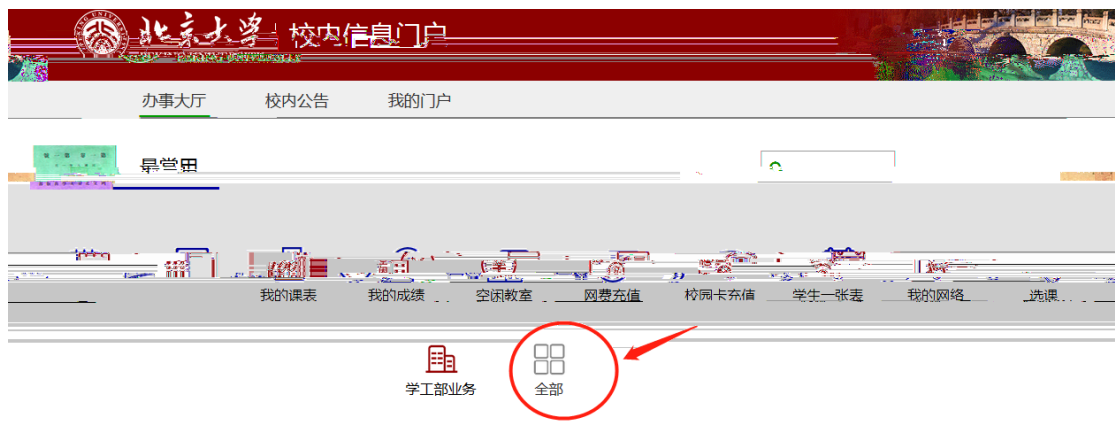 北京大学 校内信息门户
办事大厅 校内公告 我的门户
最常用
我的课表 我的成绩 空闲教室 网费充值 校园卡充值 学生一张表 我的网络 选课
学工部业务 全部